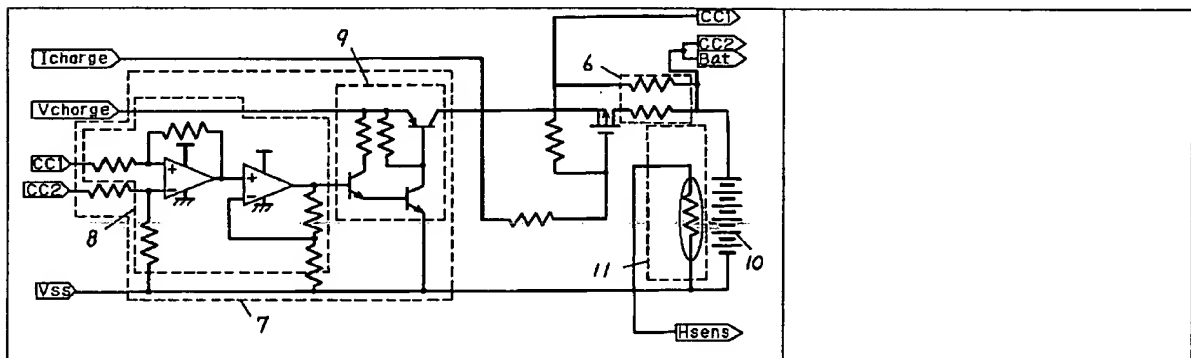 CC1
CC2
Bat
Icharge
9
6
Vcharge
CC1
CC2
+
-
+
-
8
11
10
Vss
7
Hsens